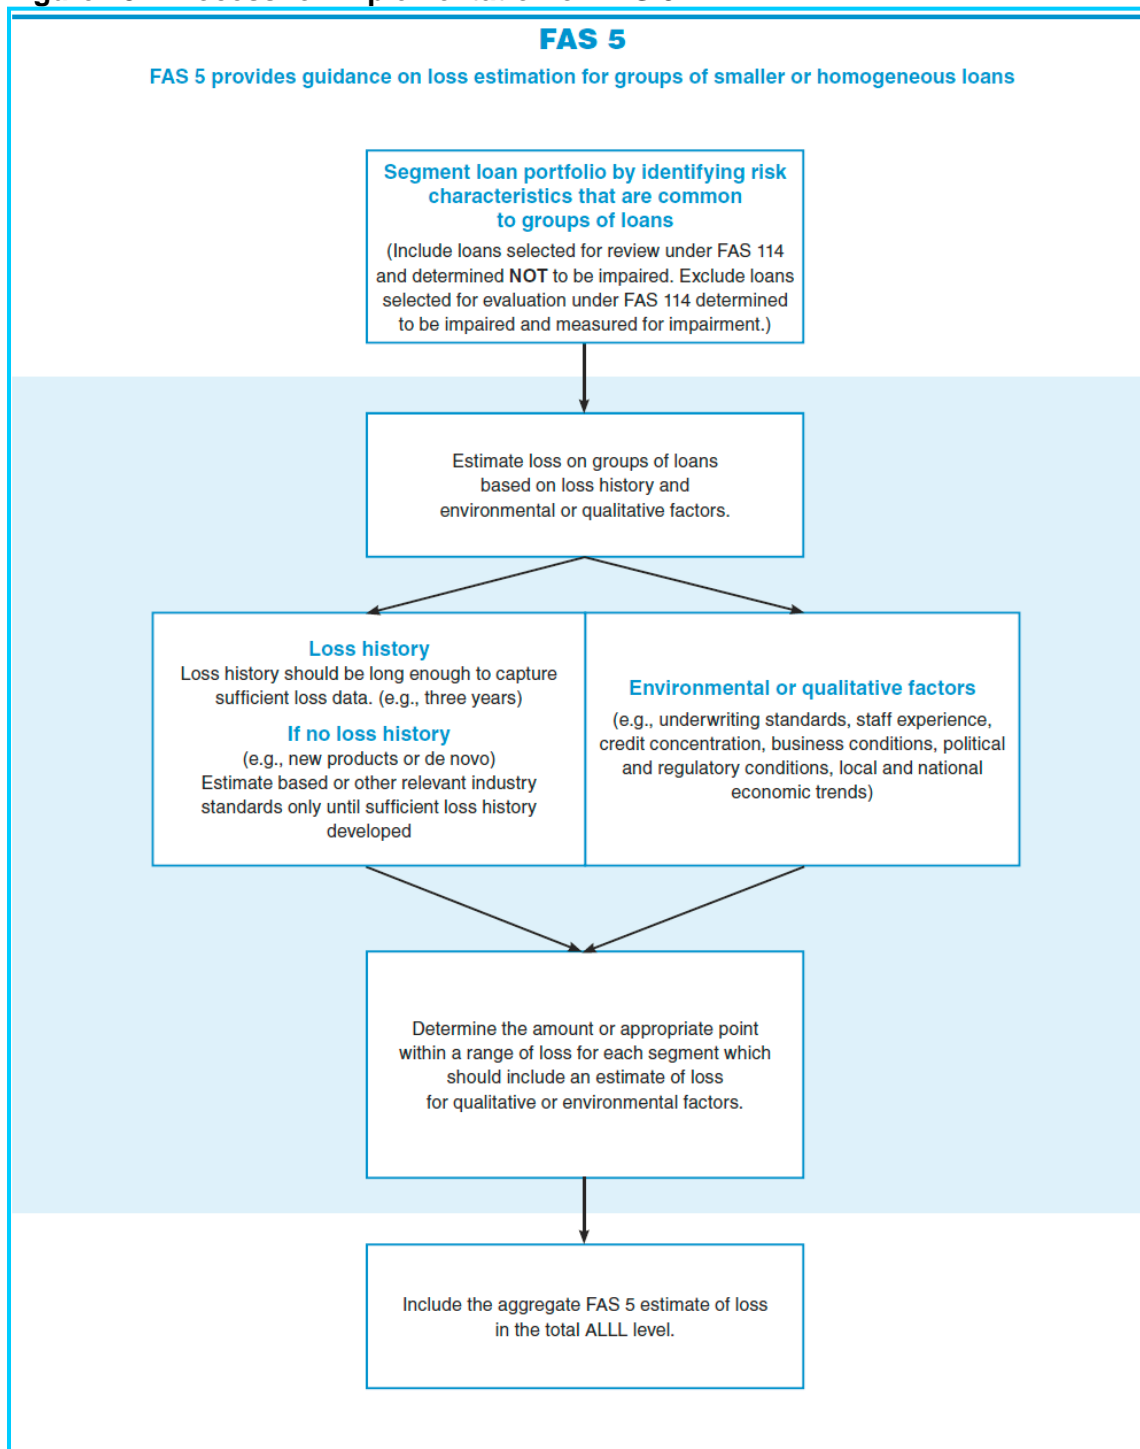 FAS 5
FAS 5 provides guidance on loss estimation for groups of smaller or homogeneous loans
Segment loan portfolio by identifying risk
characteristics that are common
to groups of loans
(Include loans selected for review under FAS 114
and determined NOT to be impaired. Exclude loans
selected for evaluation under FAS 114 determined
to be impaired and measured for impairment.)
Estimate loss on groups of loans
based on loss history and
environmental or qualitative factors.
Loss history
Loss history should be long enough to capture
sufficient loss data. (e.g., three years)
If no loss history
(e.g., new products or de novo)
Estimate based or other relevant industry
standards only until sufficient loss history
developed
Environmental or qualitative factors
(e.g., underwriting standards, staff experience,
credit concentration, business conditions, political
and regulatory conditions, local and national
economic trends)
Determine the amount or appropriate point
within a range of loss for each segment which
should include an estimate of loss
for qualitative or environmental factors.
Include the aggregate FAS 5 estimate of loss
in the total ALLL level.